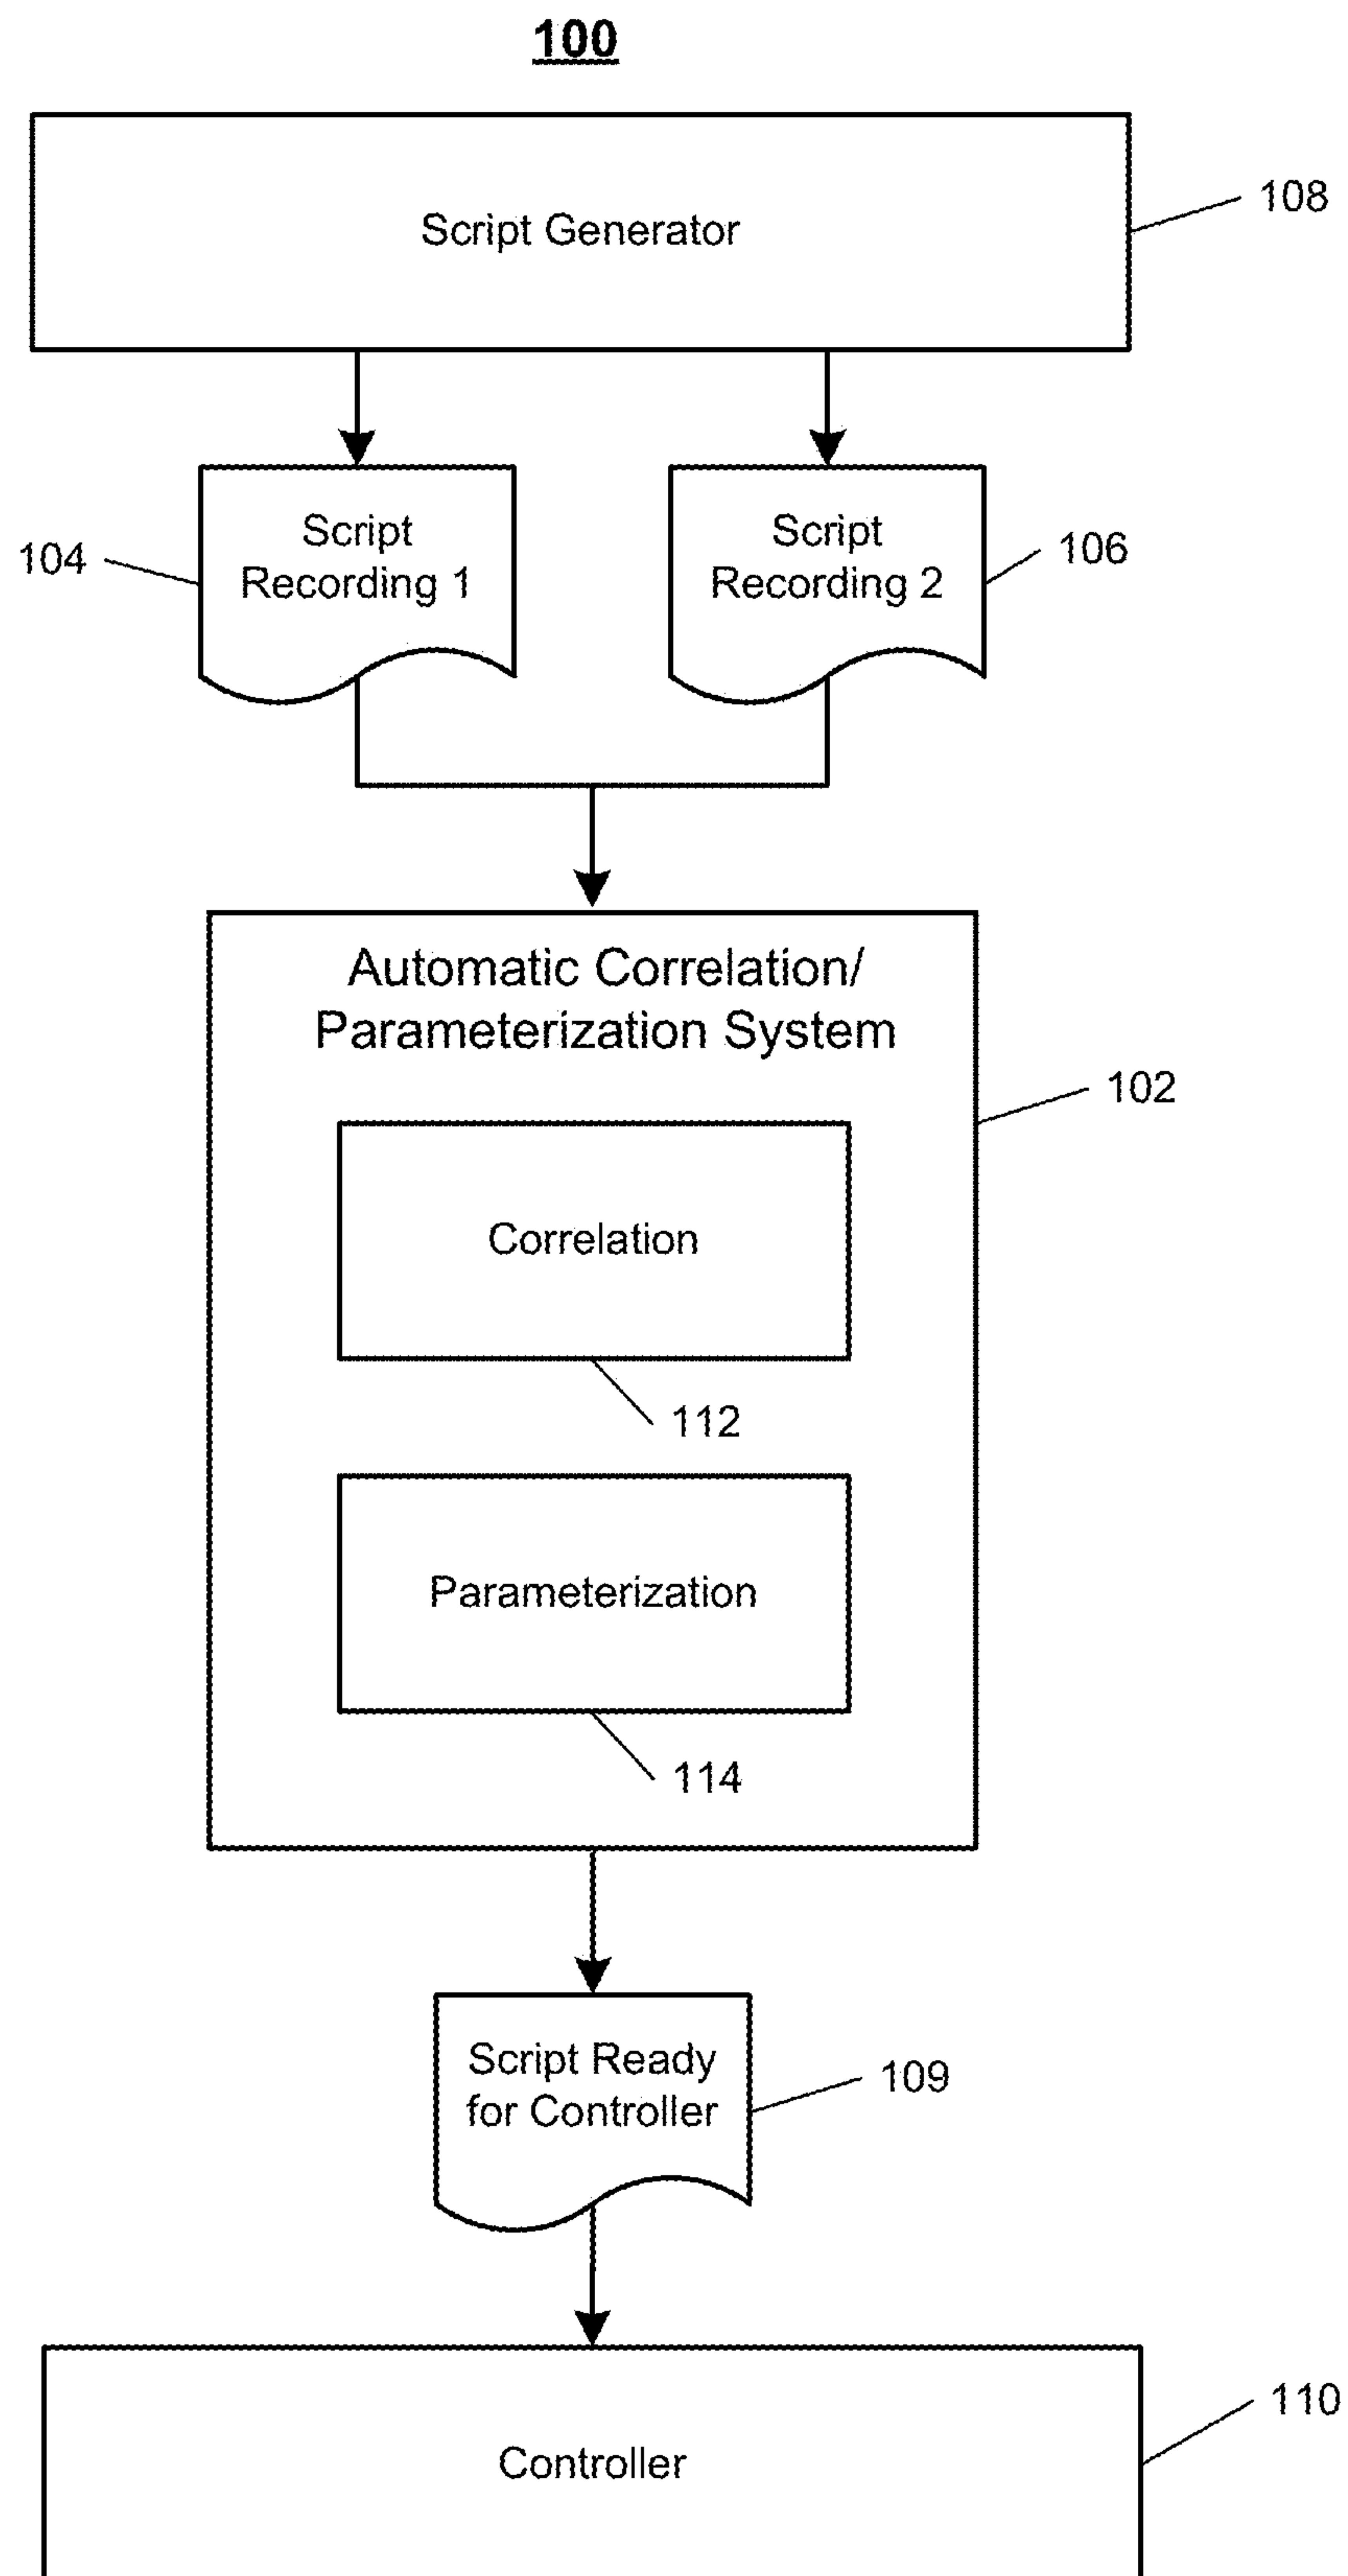 100
Script Generator
108
Script
Recording 1
104
Script
Recording 2
106
Automatic Correlation/
Parameterization System
102
Correlation
112
Parameterization
114
Script Ready
for Controller
109
Controller
110